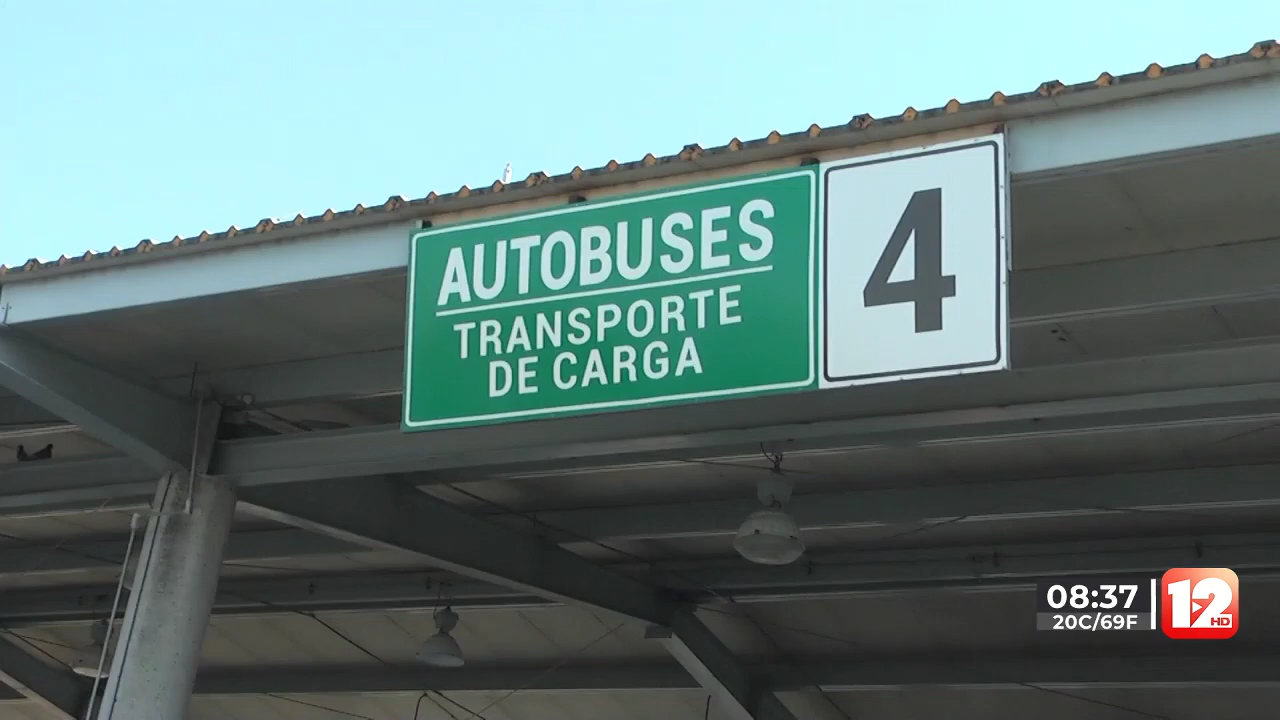 AUTOBUSES
TRANSPORTE
DE CARGA
4
08:37
20C/69F
12
HD